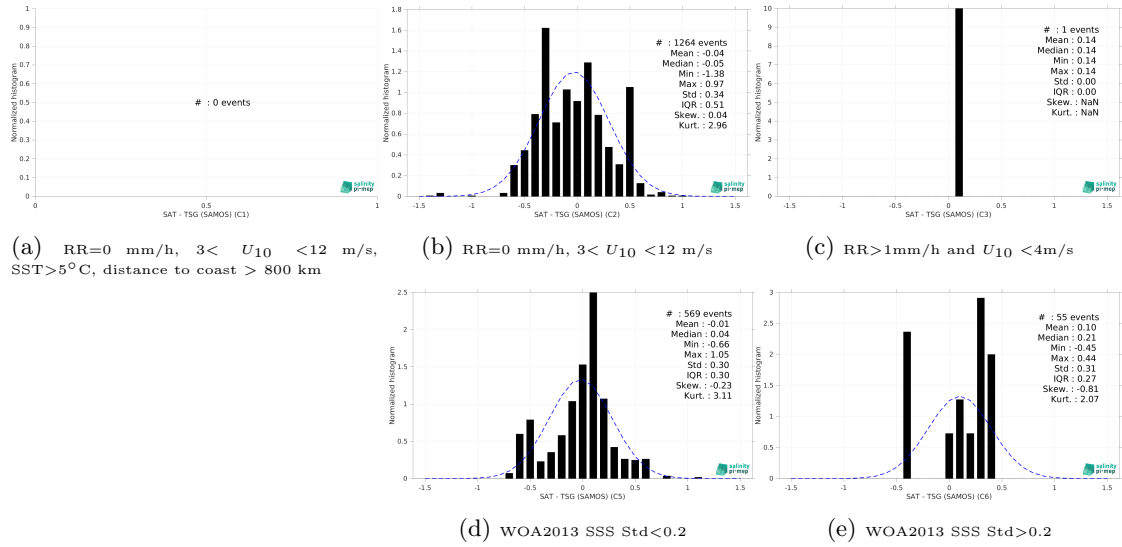 1
0.9
0.8
0.7
0.6
0.5
0.4
0.3
0.2
0.1
0
Normalized histogram
# : 0 events
salinity
pi-mep
0 0.5 1
SAT - TSG (SAMOS) (C1)
(a) RR=0 mm/h, 3< U10 <12 m/s,
SST>5°C, distance to coast > 800 km
1.8
1.6
1.4
1.2
1
0.8
0.6
0.4
0.2
0
Normalized histogram
# : 1264 events
Mean : -0.04
Median : -0.05
Min : -1.38
Max : 0.97
Std : 0.34
IQR : 0.51
Skew. : 0.04
Kurt. : 2.96
salinity
pi-mep
-1.5 -1 -0.5 0 0.5 1 1.5
SAT - TSG (SAMOS) (C2)
(b) RR=0 mm/h, 3< U10 <12 m/s
10
9
8
7
6
5
4
3
2
1
0
Normalized histogram
# : 1 events
Mean : 0.14
Median : 0.14
Min : 0.14
Max : 0.14
Std : 0.00
IQR : 0.00
Skew. : NaN
Kurt. : NaN
salinity
pi-mep
-1.5 -1 -0.5 0 0.5 1 1.5
SAT - TSG (SAMOS) (C3)
(c) RR>1mm/h and U10 <4m/s
2.5
2
1.5
1
0.5
0
Normalized histogram
# : 569 events
Mean : -0.01
Median : 0.04
Min : -0.66
Max : 1.05
Std : 0.30
IQR : 0.30
Skew. : -0.23
Kurt. : 3.11
salinity
pi-mep
-1.5 -1 -0.5 0 0.5 1 1.5
SAT - TSG (SAMOS) (C5)
(d) WOA2013 SSS Std<0.2
3
2.5
2
1.5
1
0.5
0
Normalized histogram
# : 55 events
Mean : 0.10
Median : 0.21
Min : -0.45
Max : 0.44
Std : 0.31
IQR : 0.27
Skew. : -0.81
Kurt. : 2.07
salinity
pi-mep
-1.5 -1 -0.5 0 0.5 1 1.5
SAT - TSG (SAMOS) (C6)
(e) WOA2013 SSS Std>0.2